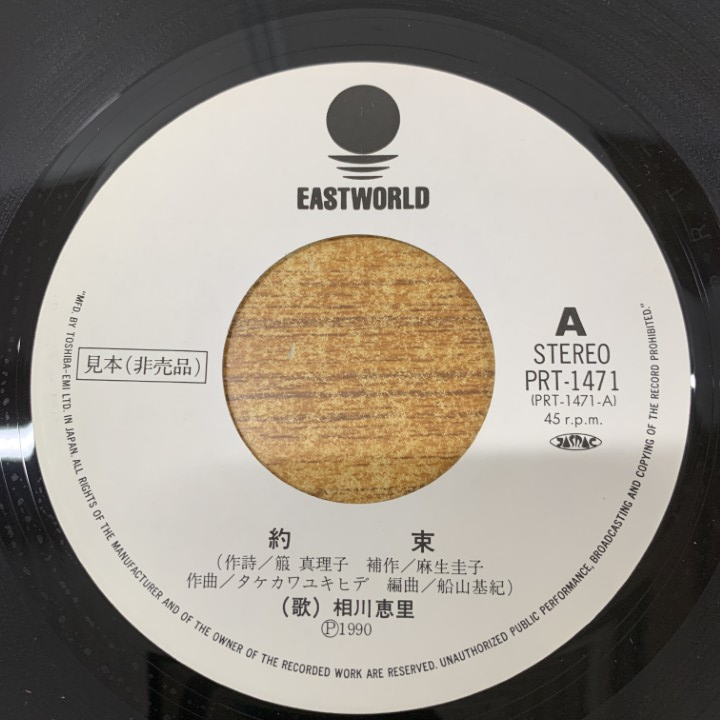 EASTWORLD
見本(非売品)
A
STEREO
PRT-1471
(PRT-1471-A)
45 r.p.m.
JASRAC
約束
(作詩/箙 真理子 補作/麻生圭子
作曲/タケカワユキヒデ 編曲/船山基紀)
(歌)相川恵里
Ⓟ1990
"MFD. BY TOSHIBA-EMI LTD. IN JAPAN. ALL RIGHTS OF THE MANUFACTURER AND OF THE OWNER OF THE RECORDED WORK ARE RESERVED. UNAUTHORIZED PUBLIC PERFORMANCE, BROADCASTING AND COPYING OF THE RECORD PROHIBITED."